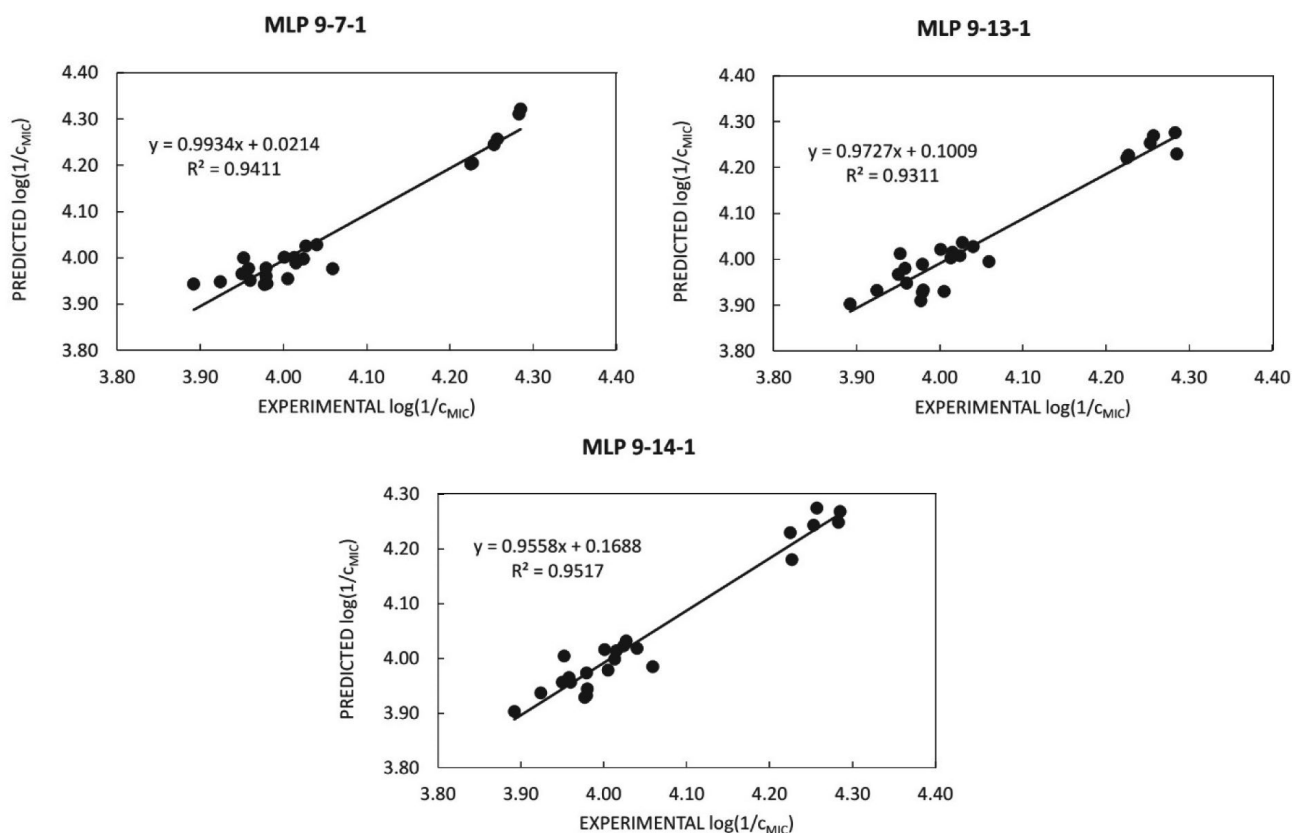 MLP 9-7-1
PREDICTED log(1/cMIC)
4.40
4.30
4.20
4.10
4.00
3.90
3.80
y = 0.9934x + 0.0214
R² = 0.9411
3.80 3.90 4.00 4.10 4.20 4.30 4.40
EXPERIMENTAL log(1/cMIC)
MLP 9-13-1
PREDICTED log(1/cMIC)
4.40
4.30
4.20
4.10
4.00
3.90
3.80
y = 0.9727x + 0.1009
R² = 0.9311
3.80 3.90 4.00 4.10 4.20 4.30 4.40
EXPERIMENTAL log(1/cMIC)
MLP 9-14-1
PREDICTED log(1/cMIC)
4.30
4.20
4.10
4.00
3.90
3.80
y = 0.9558x + 0.1688
R² = 0.9517
3.80 3.90 4.00 4.10 4.20 4.30 4.40
EXPERIMENTAL log(1/cMIC)